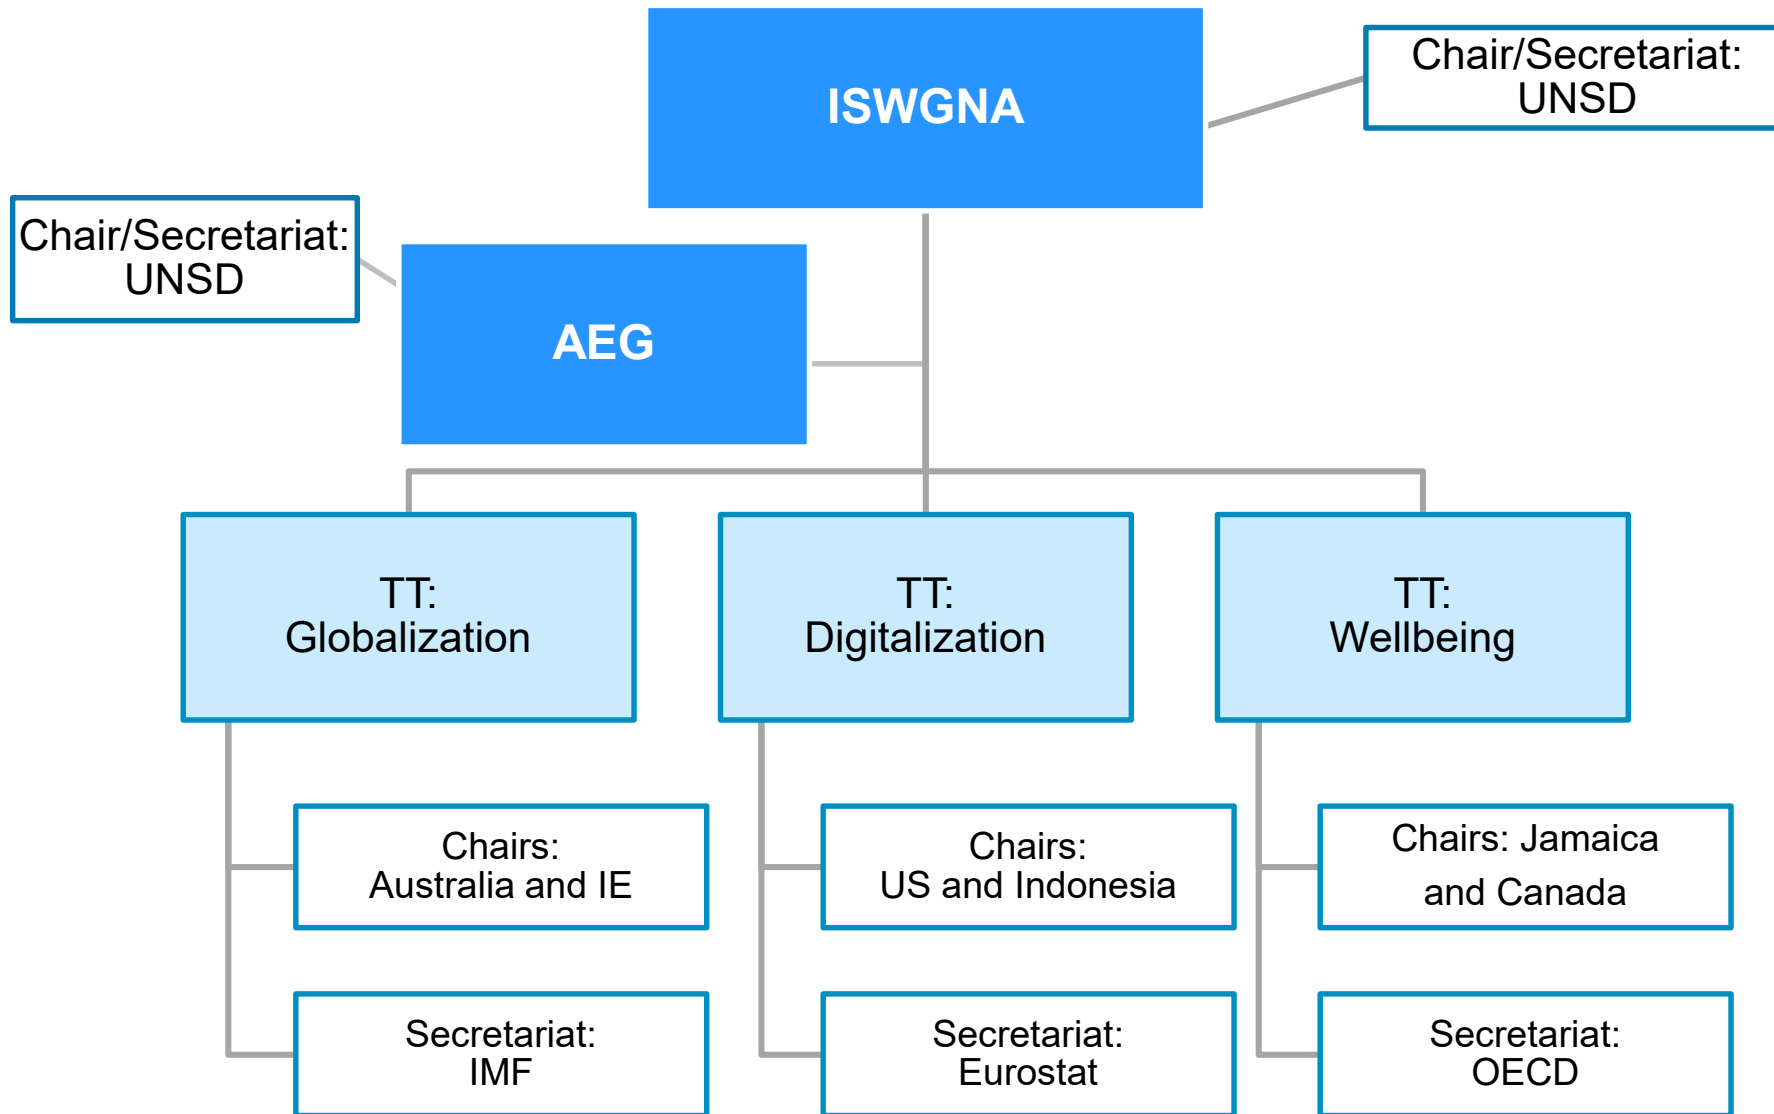 ISWGNA
Chair/Secretariat:
UNSD
Chair/Secretariat:
UNSD
AEG
TT:
Globalization
TT:
Digitalization
TT:
Wellbeing
Chairs:
Australia and IE
Chairs:
US and Indonesia
Chairs: Jamaica
and Canada
Secretariat:
IMF
Secretariat:
Eurostat
Secretariat:
OECD